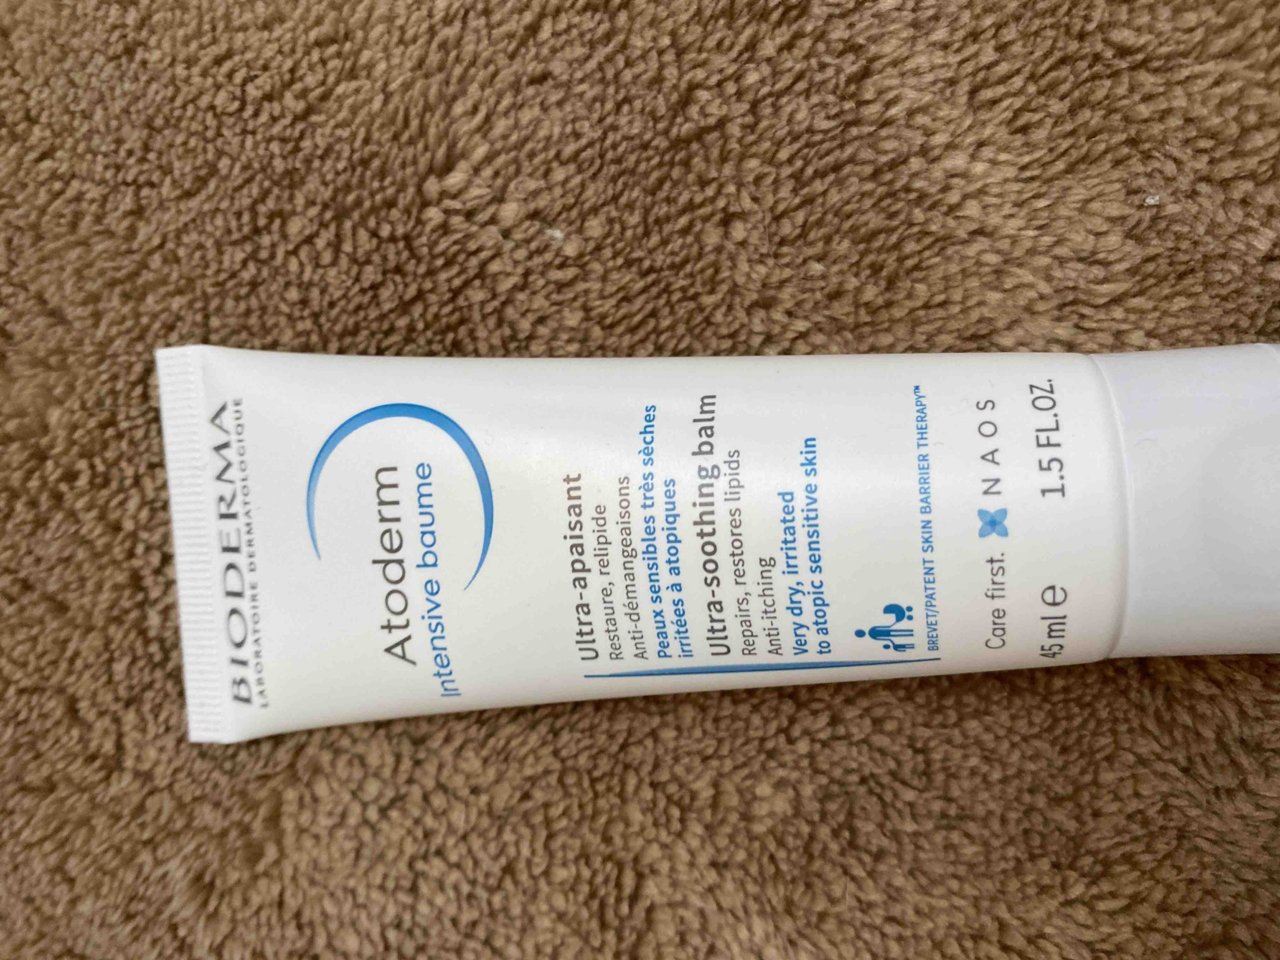 BIODERMA
LABORATOIRE DERMATOLOGIQUE
Atoderm
Intensive baume
Ultra-apaisant
Restaure, relipide
Anti-démangeaisons
Peaux sensibles très sèches
irritées à atopiques
Ultra-soothing balm
Repairs, restores lipids
Anti-itching
Very dry, irritated
to atopic sensitive skin
BREVET/PATENT SKIN BARRIER THERAPY™
Care first. NAOS
45 ml e 1.5 FL.OZ.